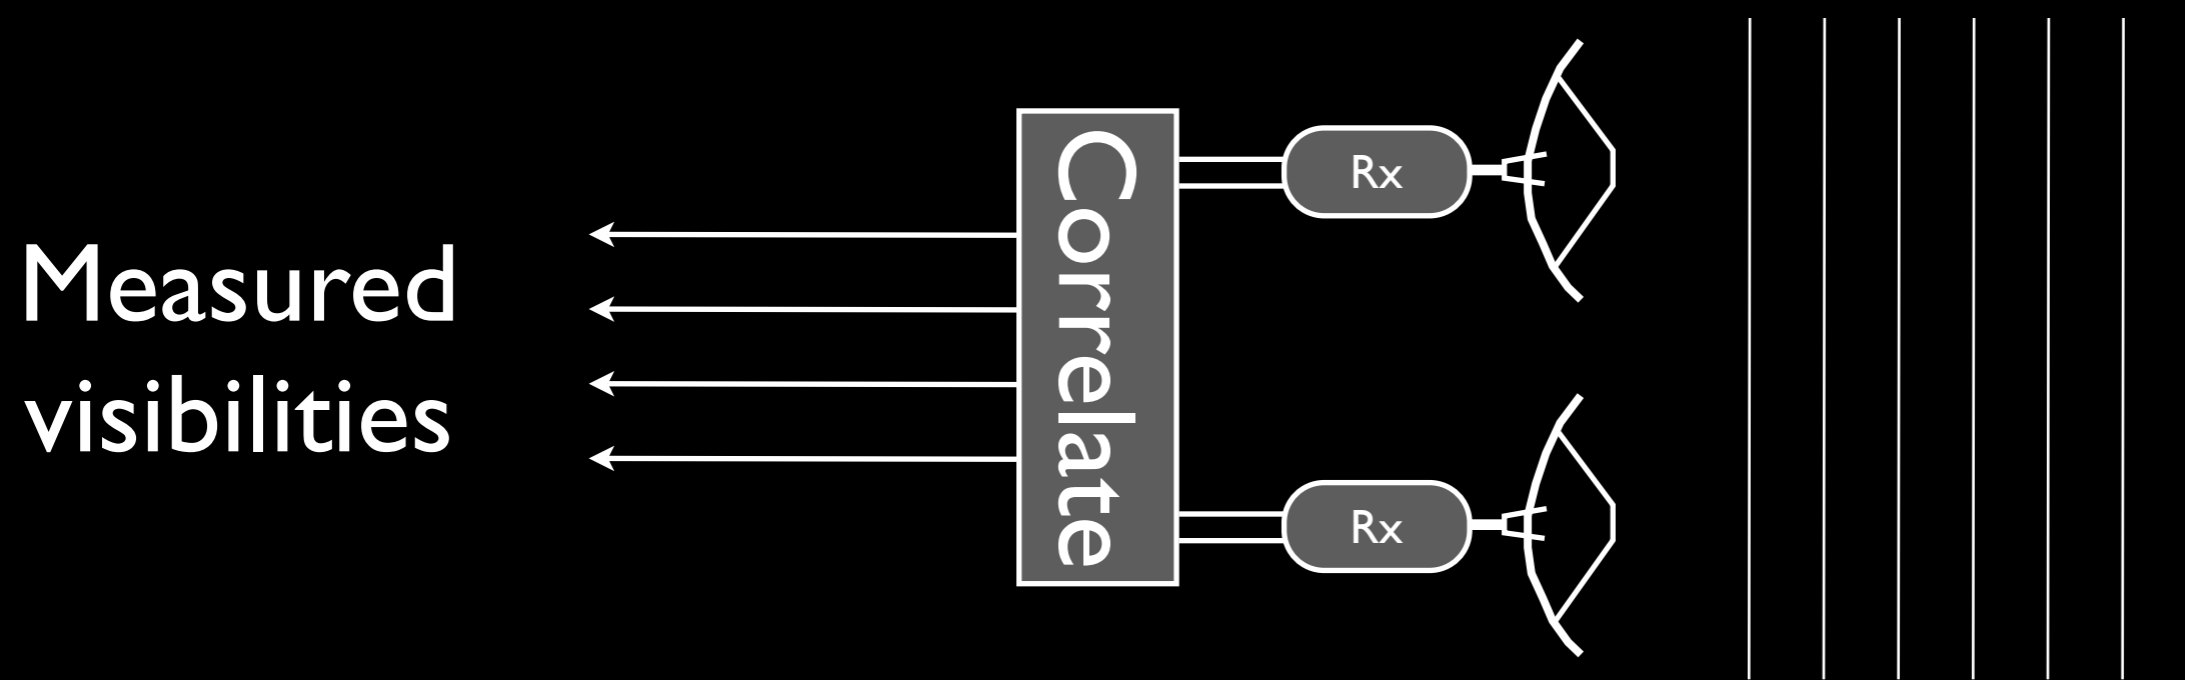 Measured
visibilities
Correlate
Rx
Rx